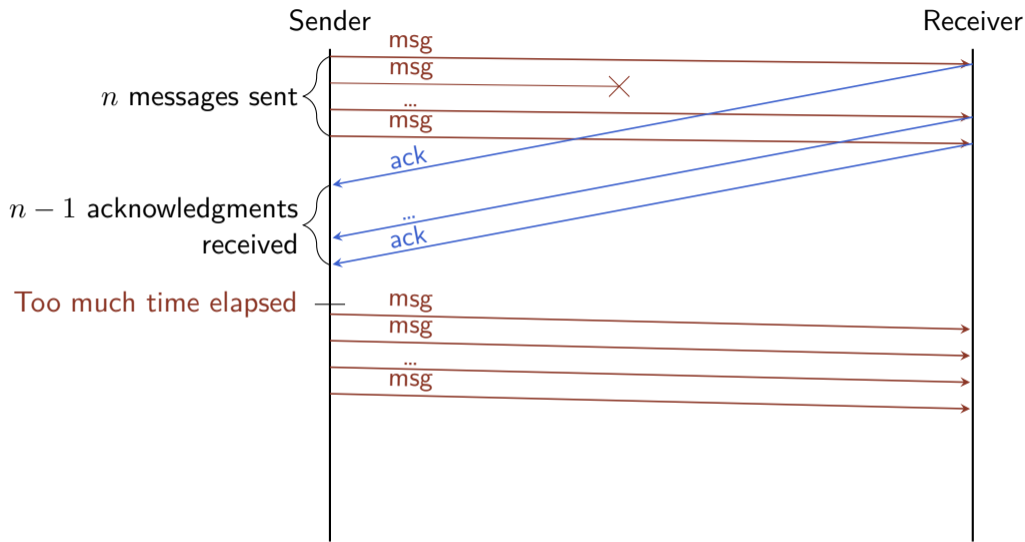 Sender
Receiver
msg
msg
n messages sent
...
msg
ack
n − 1 acknowledgments
received
...
ack
Too much time elapsed
msg
msg
...
msg